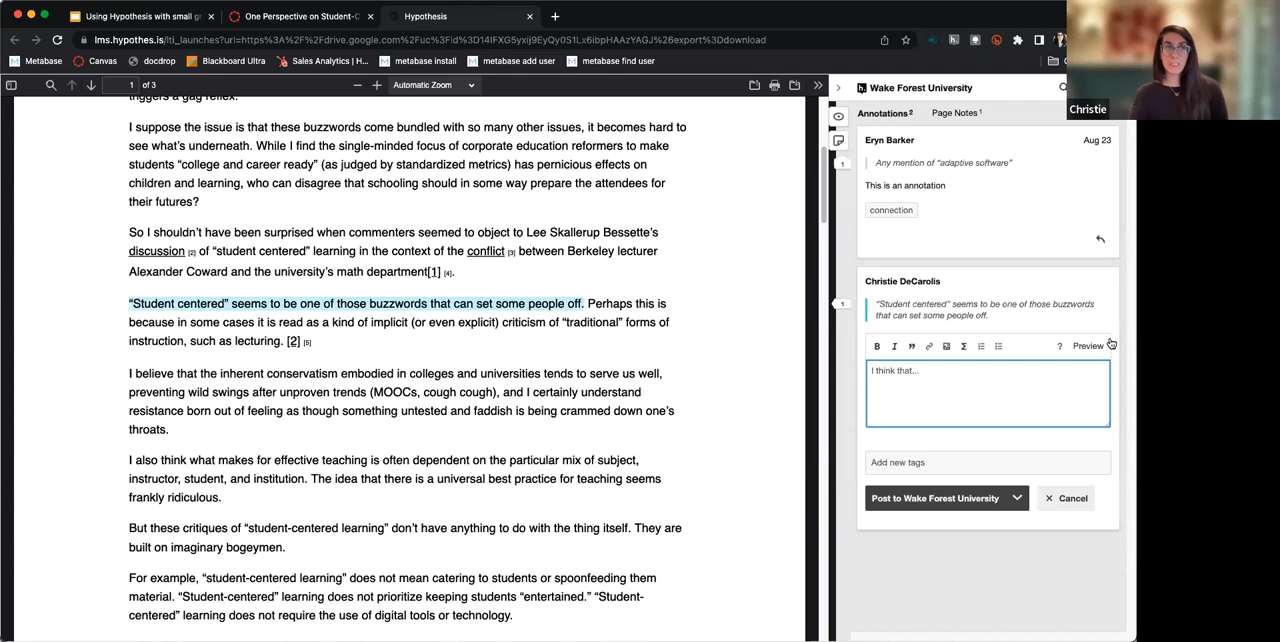 Using Hypothesis with small gr
One Perspective on Student-C
Hypothesis
lms.hypothes.is/lti_launches?url=https%3A%2F%2Fdrive.google.com%2Fuc%3Fid%3D14IFXG5yxij9EyQy0S1Lx6ibpHAAzYAGJ%26export%3Ddownload
Metabase
Canvas
docdrop
Blackboard Ultra
Sales Analytics | H...
metabase install
metabase add user
metabase find user
1 of 3
Automatic Zoom
triggers a gag reflex.
I suppose the issue is that these buzzwords come bundled with so many other issues, it becomes hard to
see what's underneath. While I find the single-minded focus of corporate education reformers to make
students "college and career ready" (as judged by standardized metrics) has pernicious effects on
children and learning, who can disagree that schooling should in some way prepare the attendees for
their futures?
So I shouldn't have been surprised when commenters seemed to object to Lee Skallerup Bessette's
discussion [2] of "student centered" learning in the context of the conflict [3] between Berkeley lecturer
Alexander Coward and the university's math department[1] [4].
"Student centered" seems to be one of those buzzwords that can set some people off. Perhaps this is
because in some cases it is read as a kind of implicit (or even explicit) criticism of "traditional" forms of
instruction, such as lecturing. [2] [5]
I believe that the inherent conservatism embodied in colleges and universities tends to serve us well,
preventing wild swings after unproven trends (MOOCs, cough cough), and I certainly understand
resistance born out of feeling as though something untested and faddish is being crammed down one's
throats.
I also think what makes for effective teaching is often dependent on the particular mix of subject,
instructor, student, and institution. The idea that there is a universal best practice for teaching seems
frankly ridiculous.
But these critiques of "student-centered learning" don't have anything to do with the thing itself. They are
built on imaginary bogeymen.
For example, "student-centered learning" does not mean catering to students or spoonfeeding them
material. "Student-centered" learning does not prioritize keeping students "entertained." "Student-
centered" learning does not require the use of digital tools or technology.
Wake Forest University
Annotations 2 Page Notes 1
Eryn Barker Aug 23
1
Any mention of "adaptive software"
This is an annotation
connection
Christie DeCarolis
1
"Student centered" seems to be one of those buzzwords
that can set some people off.
B I ” Σ ? Preview
I think that...
Add new tags
Post to Wake Forest University
Cancel
Christie